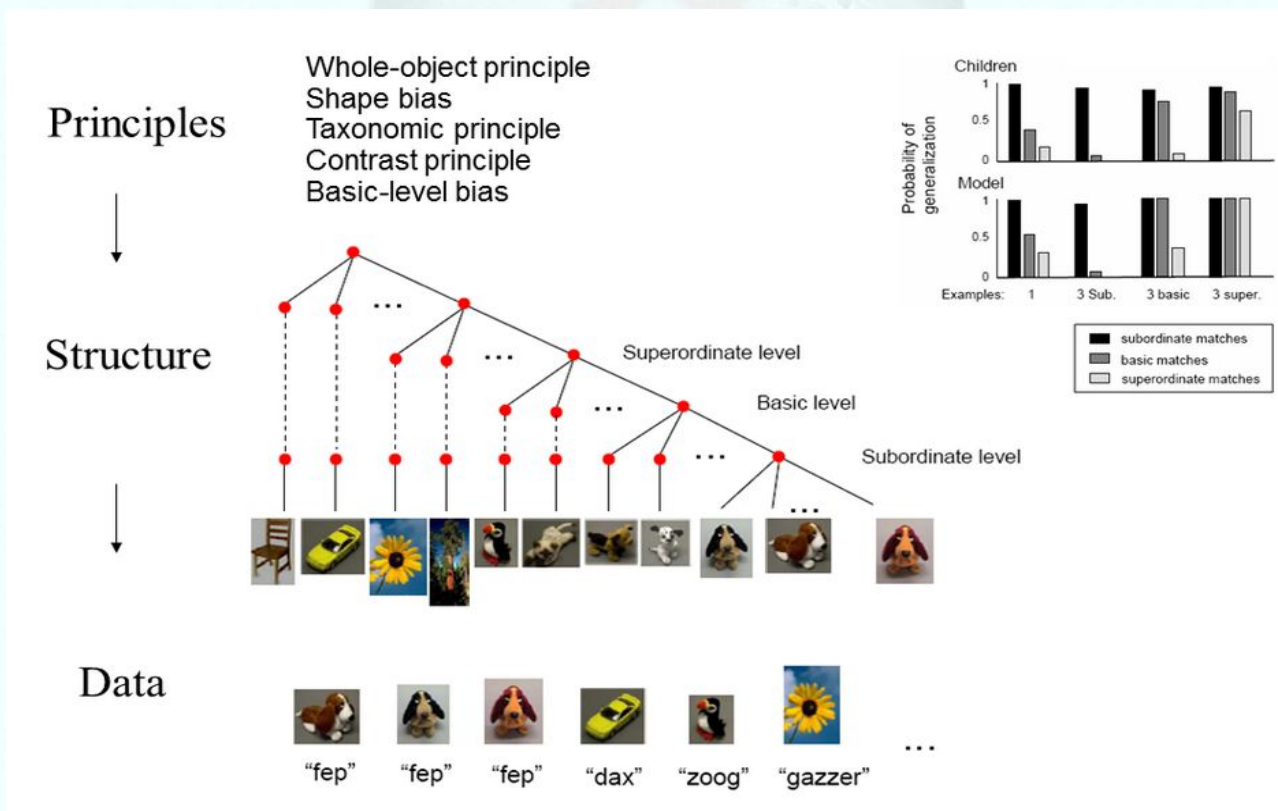 Principles
Whole-object principle
Shape bias
Taxonomic principle
Contrast principle
Basic-level bias
Structure
...
...
Superordinate level
...
Basic level
...
Subordinate level
...
Data
"fep"
"fep"
"fep"
"dax"
"zoog"
"gazzer"
...
Children
1
0.5
0
Probability of
generalization
Model
1
0.5
0
Examples:
1
3 Sub.
3 basic
3 super.
subordinate matches
basic matches
superordinate matches